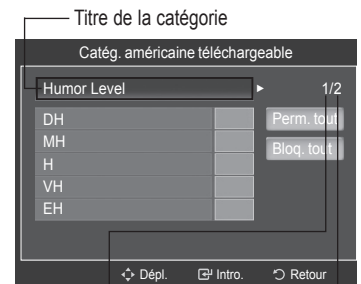 Titre de la catégorie
Catég. américaine téléchargeable
Humor Level ► 1/2
DH
Perm. tout
MH
Bloq. tout
H
VH
EH
Dépl. Intro. Retour